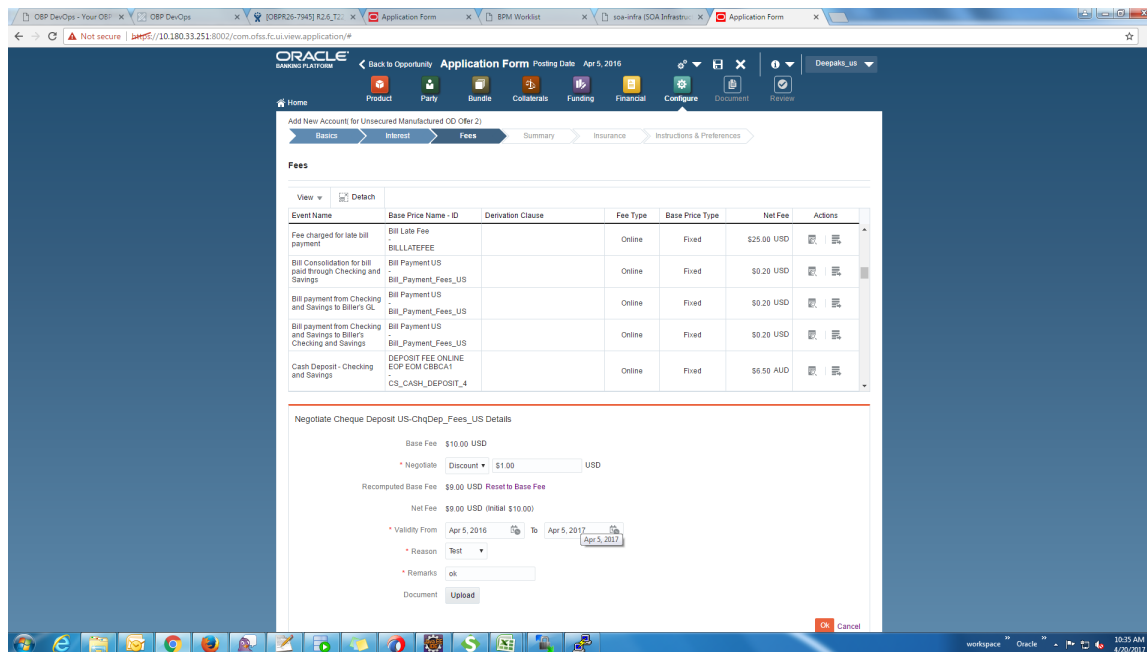 OBP DevOps - Your OBP
OBP DevOps
[OBPR26-7945] R2.6_T2.
Application Form
BPM Worklist
soa-infra (SOA Infrastruc
Application Form
Not secure | https://10.180.33.251:8002/com.ofss.fc.ui.view.application/#
ORACLE
BANKING PLATFORM
Back to Opportunity Application Form Posting Date Apr 5, 2016
Deepaks_us
Home
Product Party Bundle Collaterals Funding Financial Configure Document Review
Add New Account( for Unsecured Manufactured OD Offer 2)
Basics Interest Fees Summary Insurance Instructions & Preferences
Fees
View Detach
Event Name Base Price Name - ID Derivation Clause Fee Type Base Price Type Net Fee Actions
Fee charged for late bill
payment
Bill Late Fee
-
BILLLATEFEE
Online Fixed $25.00 USD
Bill Consolidation for bill
paid through Checking and
Savings
Bill Payment US
-
Bill_Payment_Fees_US
Online Fixed $0.20 USD
Bill payment from Checking
and Savings to Biller's GL
Bill Payment US
-
Bill_Payment_Fees_US
Online Fixed $0.20 USD
Bill payment from Checking
and Savings to Biller's
Checking and Savings
Bill Payment US
-
Bill_Payment_Fees_US
Online Fixed $0.20 USD
Cash Deposit - Checking
and Savings
DEPOSIT FEE ONLINE
EOP EOM CBBCA1
-
CS_CASH_DEPOSIT_4
Online Fixed $6.50 AUD
Negotiate Cheque Deposit US-ChqDep_Fees_US Details
Base Fee $10.00 USD
* Negotiate Discount $1.00 USD
Recomputed Base Fee $9.00 USD Reset to Base Fee
Net Fee $9.00 USD (Initial $10.00)
* Validity From Apr 5, 2016 To Apr 5, 2017
Apr 5, 2017
* Reason Test
* Remarks ok
Document Upload
Ok Cancel
workspace » Oracle »
10:35 AM
4/20/2017